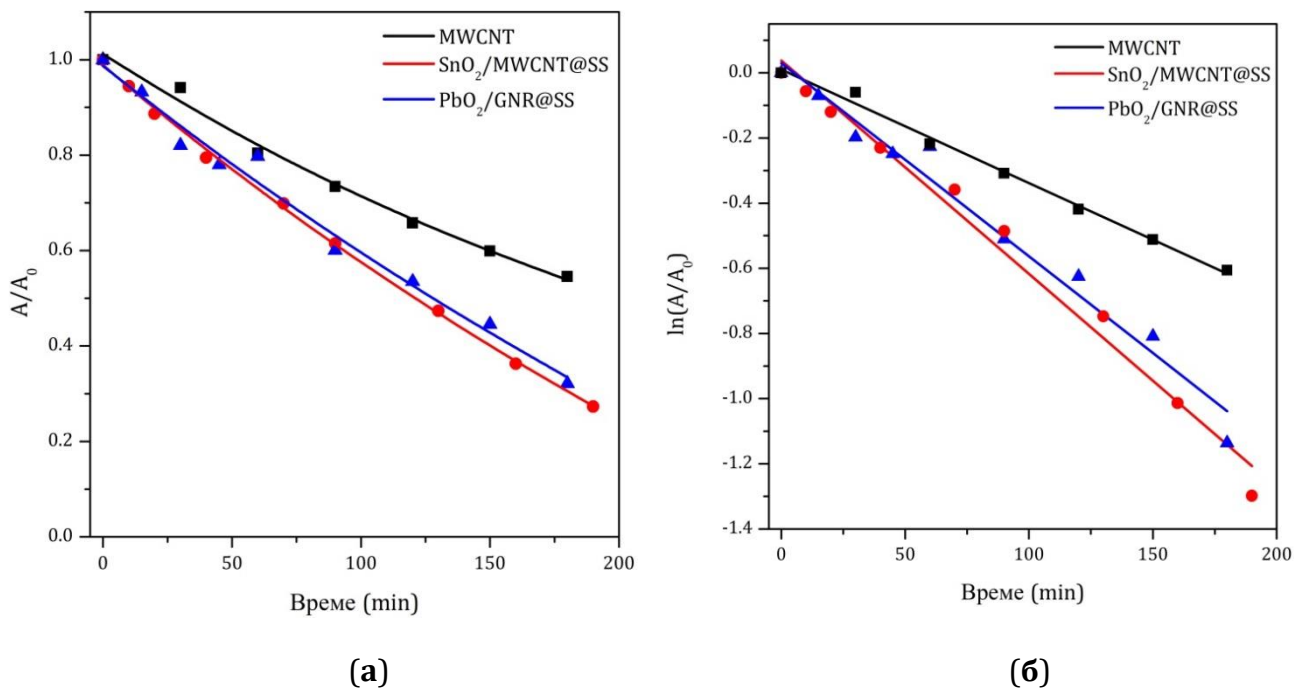 MWCNT
SnO₂/MWCNT@SS
PbO₂/GNR@SS
A/A₀
1.0
0.8
0.6
0.4
0.2
0.0
0
50
100
150
200
Време (min)
(а)
MWCNT
SnO₂/MWCNT@SS
PbO₂/GNR@SS
ln(A/A₀)
0.0
-0.2
-0.4
-0.6
-0.8
-1.0
-1.2
-1.4
0
50
100
150
200
Време (min)
(б)